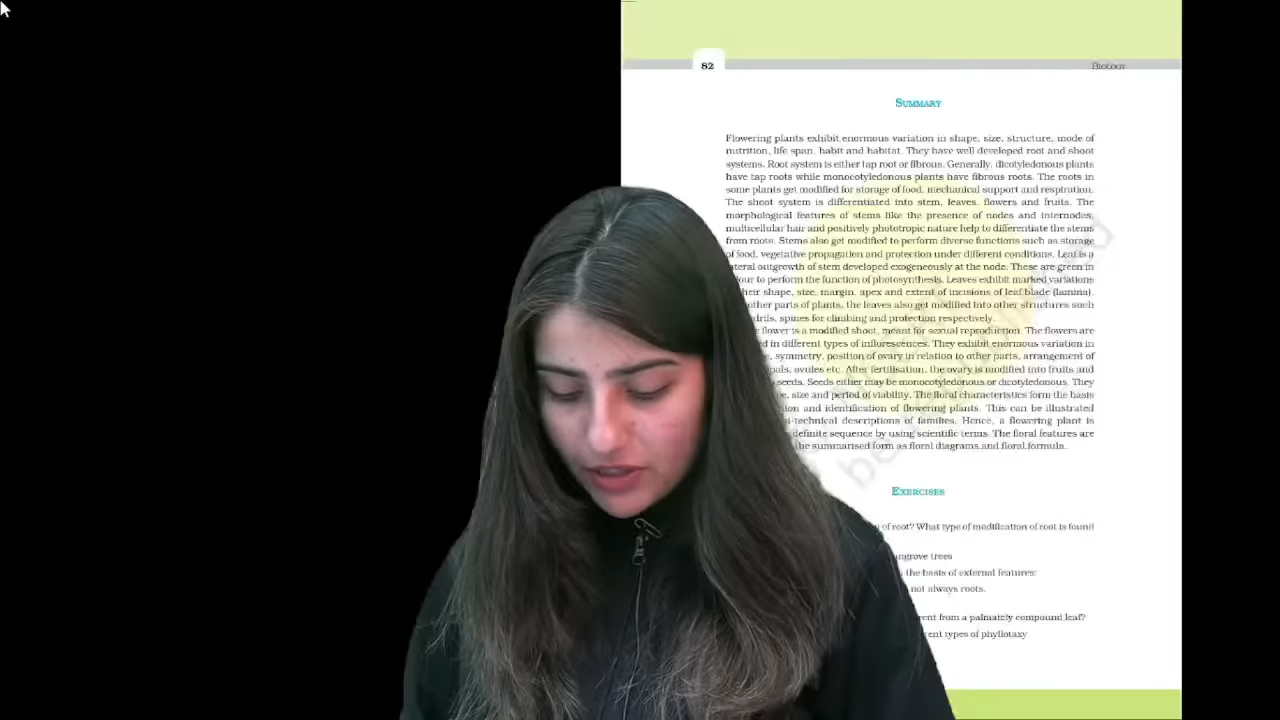 82
Biology
Summary
Flowering plants exhibit enormous variation in shape, size, structure, mode of
nutrition, life span, habit and habitat. They have well developed root and shoot
systems. Root system is either tap root or fibrous. Generally, dicotyledonous plants
have tap roots while monocotyledonous plants have fibrous roots. The roots in
some plants get modified for storage of food, mechanical support and respiration.
The shoot system is differentiated into stem, leaves, flowers and fruits. The
morphological features of stems like the presence of nodes and internodes,
multicellular hair and positively phototropic nature help to differentiate the stems
from roots. Stems also get modified to perform diverse functions such as storage
of food, vegetative propagation and protection under different conditions. Leaf is a
lateral outgrowth of stem developed exogenously at the node. These are green in
to perform the function of photosynthesis. Leaves exhibit marked variations
their shape, size, margin, apex and extent of incisions of leaf blade (lamina).
other parts of plants, the leaves also get modified into other structures such
spines for climbing and protection respectively.
flower is a modified shoot, meant for sexual reproduction. The flowers are
in different types of inflorescences. They exhibit enormous variation in
symmetry, position of ovary in relation to other parts, arrangement of
ovules etc. After fertilisation, the ovary is modified into fruits and
seeds. Seeds either may be monocotyledonous or dicotyledonous. They
size and period of viability. The floral characteristics form the basis
and identification of flowering plants. This can be illustrated
descriptions of families. Hence, a flowering plant is
definite sequence by using scientific terms. The floral features are
summarised form as floral diagrams and floral formula.
Exercises
of root? What type of modification of root is found
trees
the basis of external features:
not always roots.
from a palmately compound leaf?
types of phyllotaxy